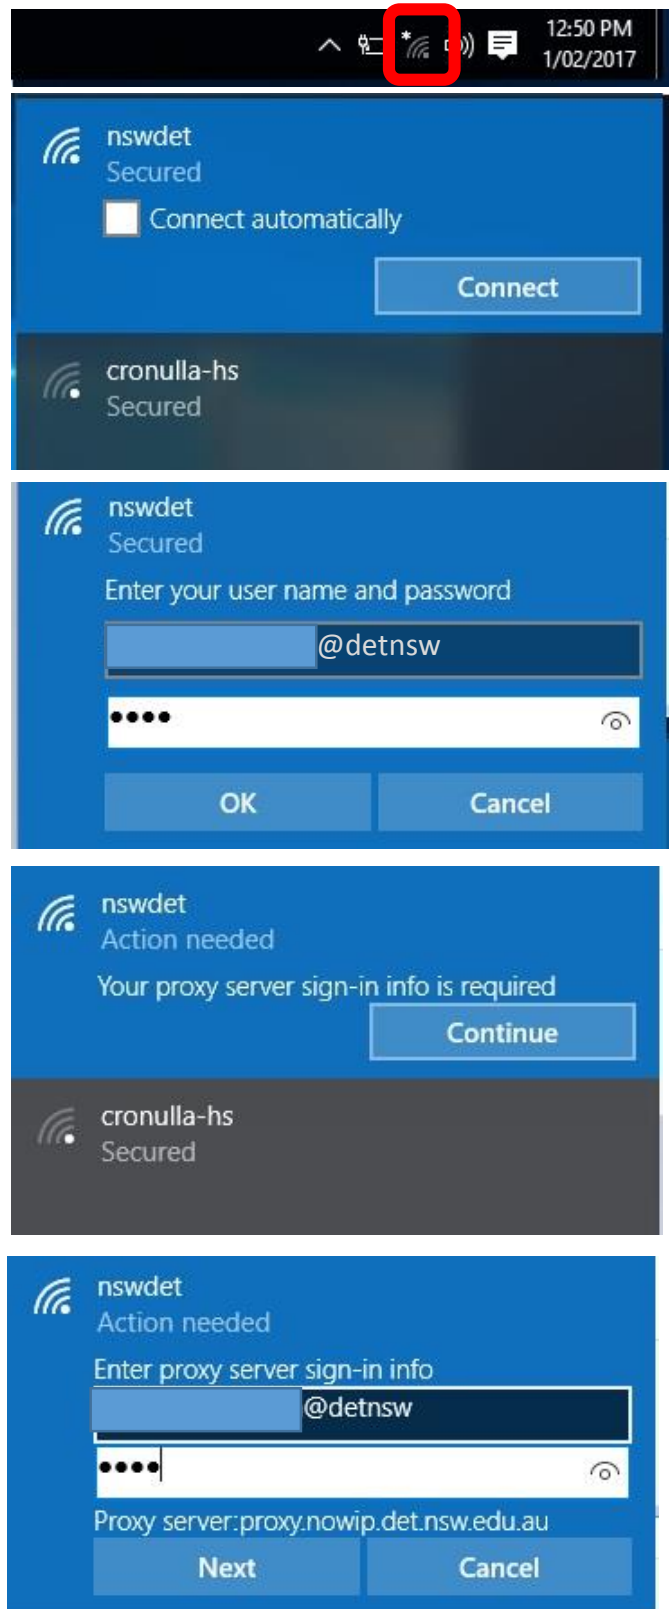 12:50 PM
1/02/2017
nswdet
Secured
Connect automatically
Connect
cronulla-hs
Secured
nswdet
Secured
Enter your user name and password
@detnsw
OK Cancel
nswdet
Action needed
Your proxy server sign-in info is required
Continue
cronulla-hs
Secured
nswdet
Action needed
Enter proxy server sign-in info
@detnsw
Proxy server:proxy.nowip.det.nsw.edu.au
Next Cancel